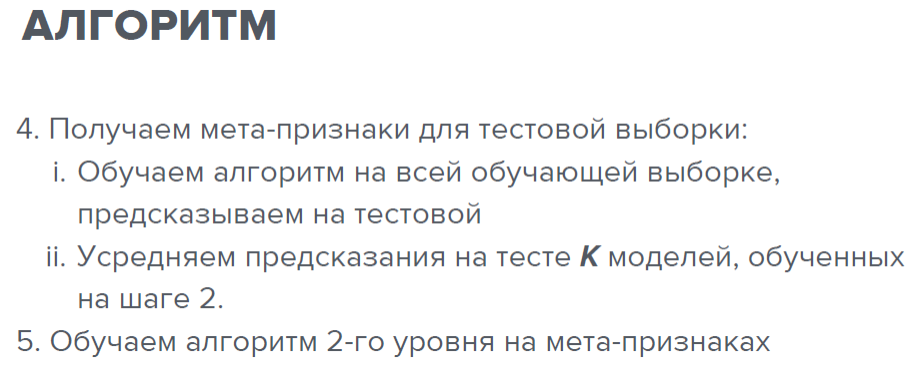 АЛГОРИТМ
4. Получаем мета-признаки для тестовой выборки:
i. Обучаем алгоритм на всей обучающей выборке,
предсказываем на тестовой
ii. Усредняем предсказания на тесте K моделей, обученных
на шаге 2.
5. Обучаем алгоритм 2-го уровня на мета-признаках